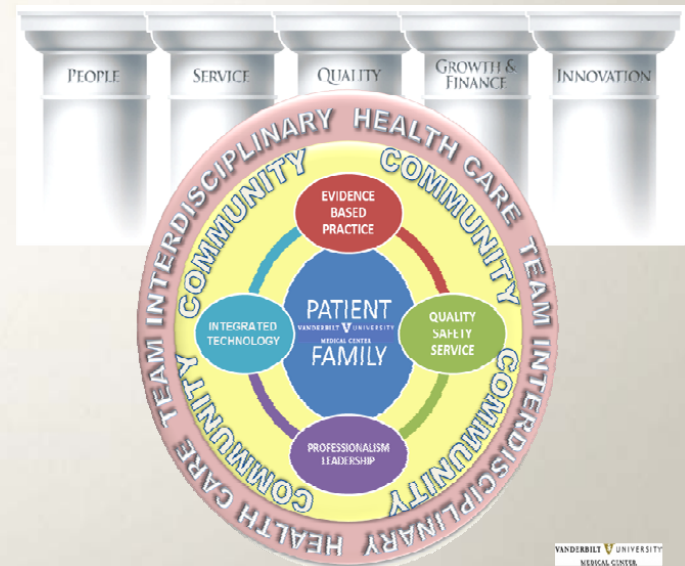 PEOPLE
SERVICE
QUALITY
GROWTH &
FINANCE
INNOVATION
INTERDISCIPLINARY HEALTH CARE TEAM INTERDISCIPLINARY HEALTH CARE TEAM
COMMUNITY
COMMUNITY
COMMUNITY
COMMUNITY
EVIDENCE
BASED
PRACTICE
INTEGRATED
TECHNOLOGY
PATIENT
VANDERBILT V UNIVERSITY
MEDICAL CENTER
FAMILY
QUALITY
SAFETY
SERVICE
PROFESSIONALISM
LEADERSHIP
VANDERBILT V UNIVERSITY
MEDICAL CENTER